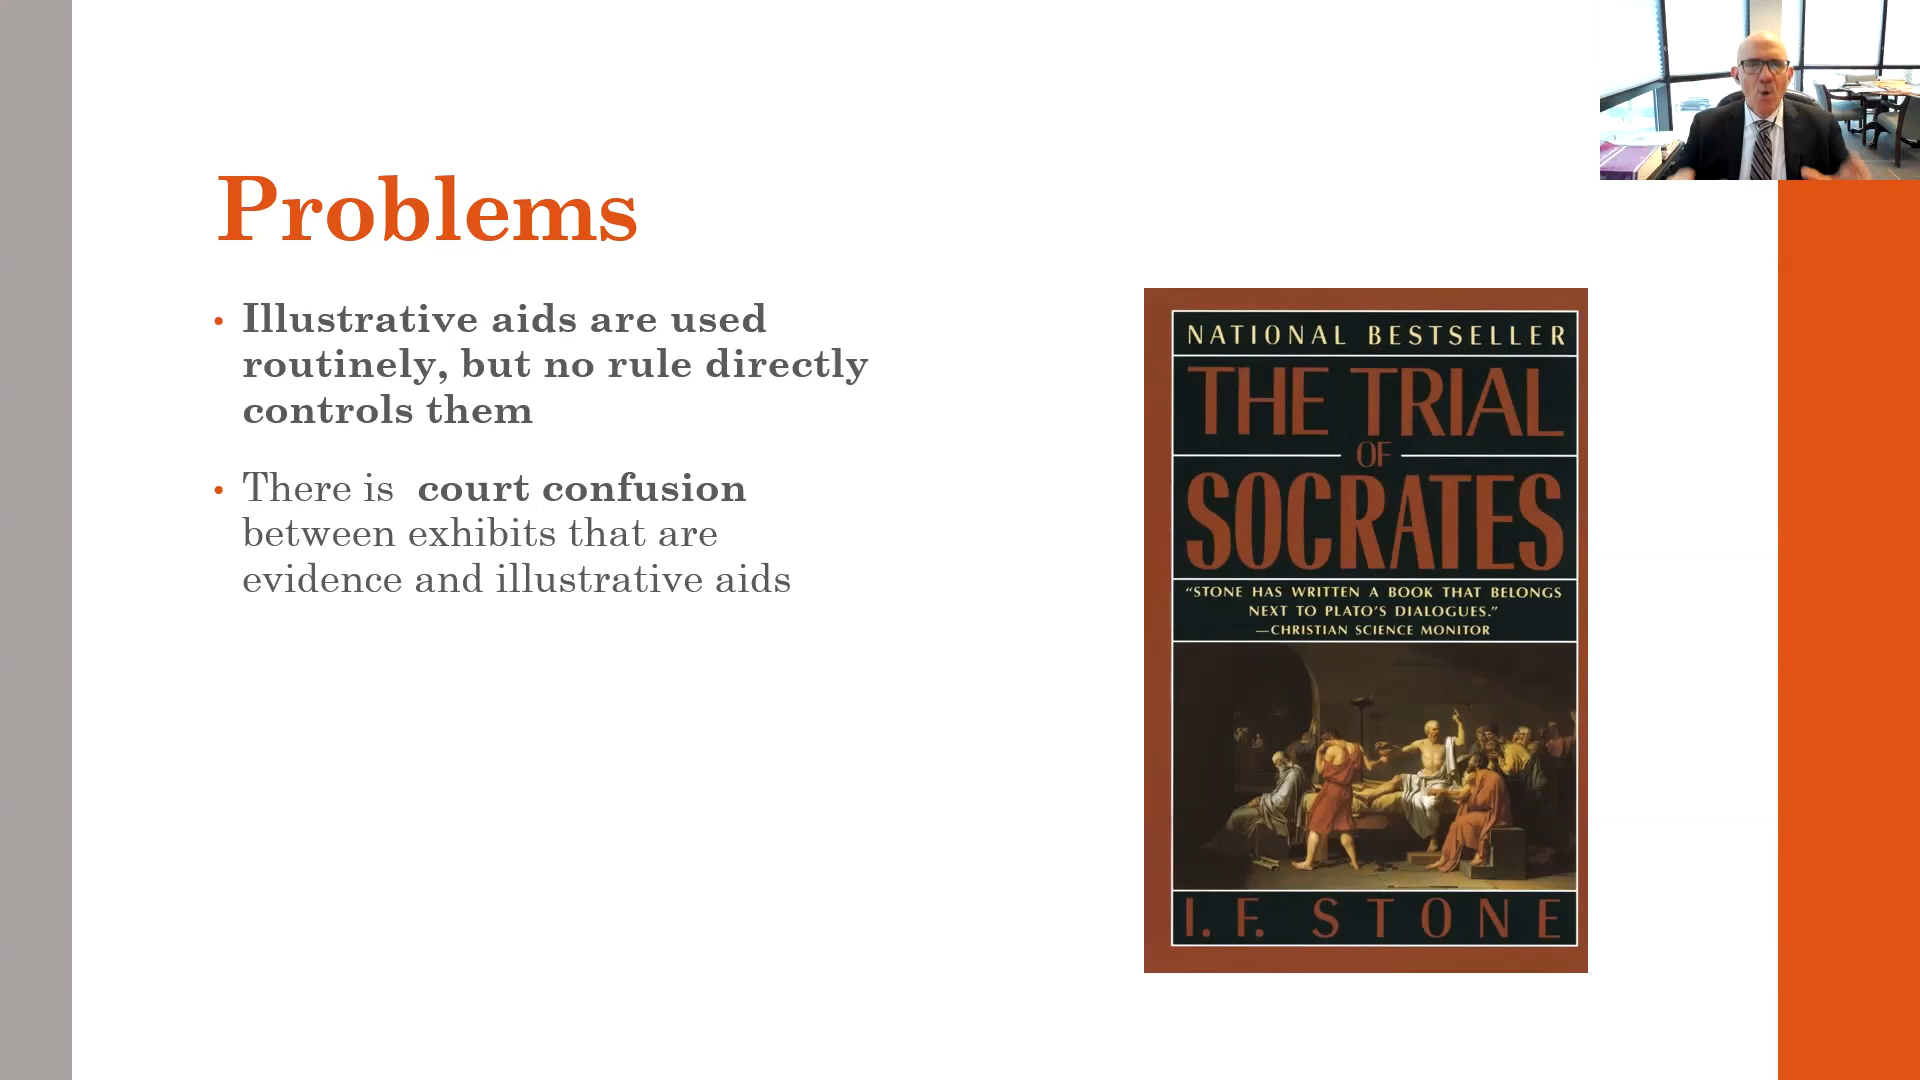 Problems
• Illustrative aids are used
routinely, but no rule directly
controls them
• There is  court confusion
between exhibits that are
evidence and illustrative aids
NATIONAL BESTSELLER
THE TRIAL
OF
SOCRATES
“STONE HAS WRITTEN A BOOK THAT BELONGS
NEXT TO PLATO’S DIALOGUES.”
—CHRISTIAN SCIENCE MONITOR
I. F. STONE